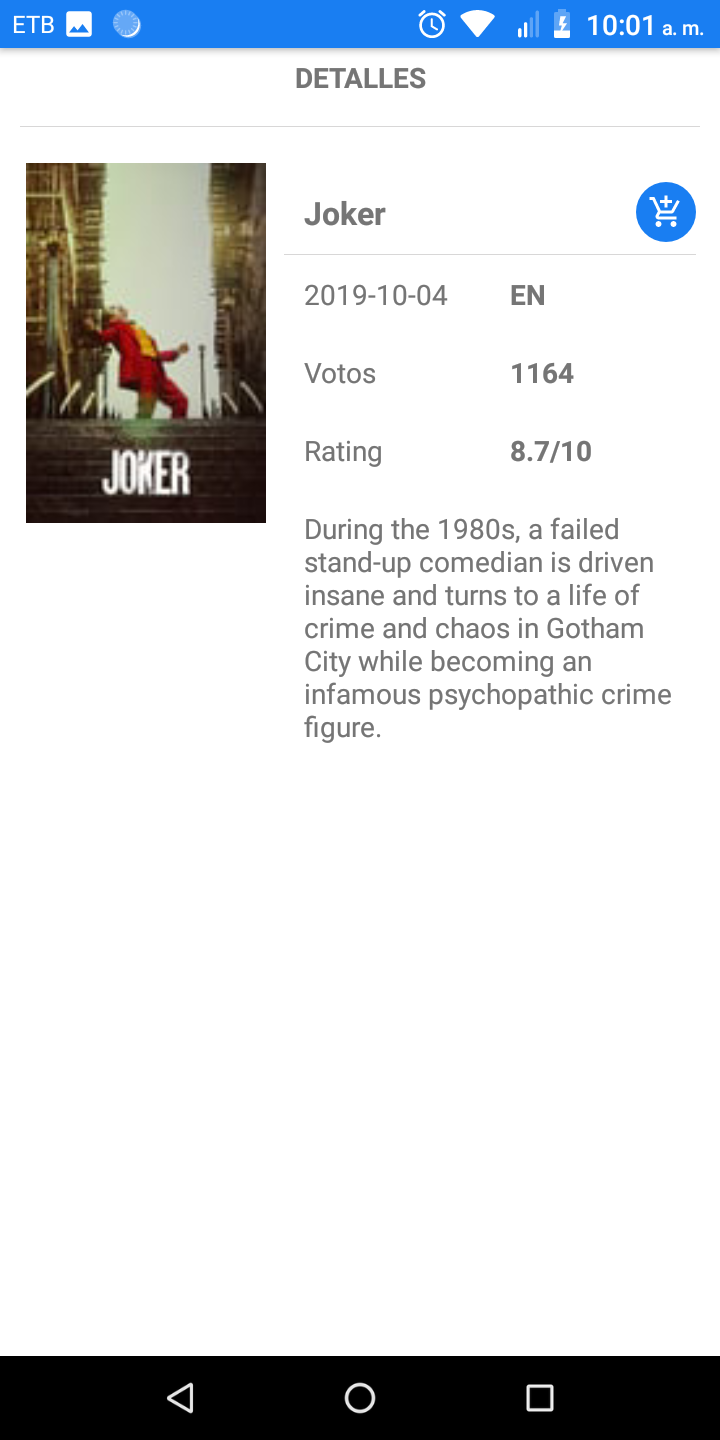 ETB
10:01 a. m.
DETALLES
JOKER
Joker
2019-10-04 EN
Votos 1164
Rating 8.7/10
During the 1980s, a failed
stand-up comedian is driven
insane and turns to a life of
crime and chaos in Gotham
City while becoming an
infamous psychopathic crime
figure.